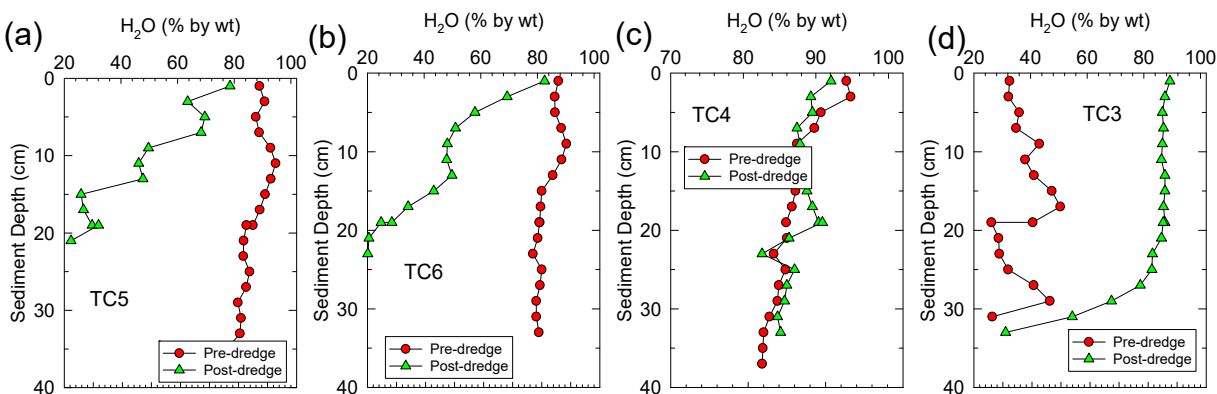 (a)
H₂O (% by wt)
20 40 60 80 100
0
10
20
30
40
Sediment Depth (cm)
TC5
Pre-dredge
Post-dredge
(b)
H₂O (% by wt)
20 40 60 80 100
0
10
20
30
40
Sediment Depth (cm)
TC6
Pre-dredge
Post-dredge
(c)
H₂O (% by wt)
70 80 90 100
0
10
20
30
40
Sediment Depth (cm)
TC4
Pre-dredge
Post-dredge
(d)
H₂O (% by wt)
20 40 60 80 100
0
10
20
30
40
Sediment Depth (cm)
TC3
Pre-dredge
Post-dredge